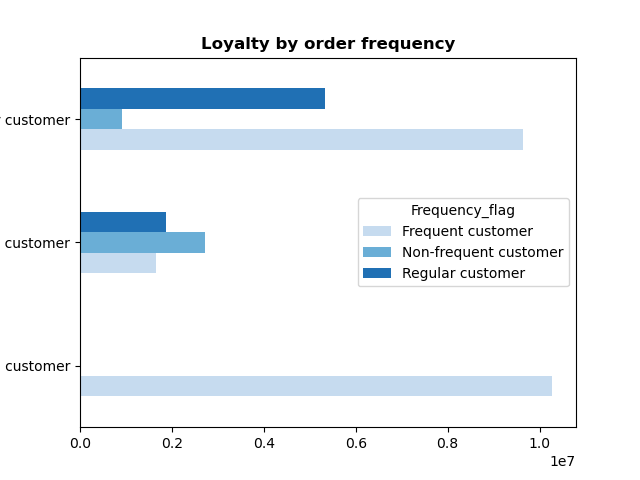 Loyalty by order frequency
customer
customer
customer
Frequency_flag
Frequent customer
Non-frequent customer
Regular customer
0.0 0.2 0.4 0.6 0.8 1.0
1e7